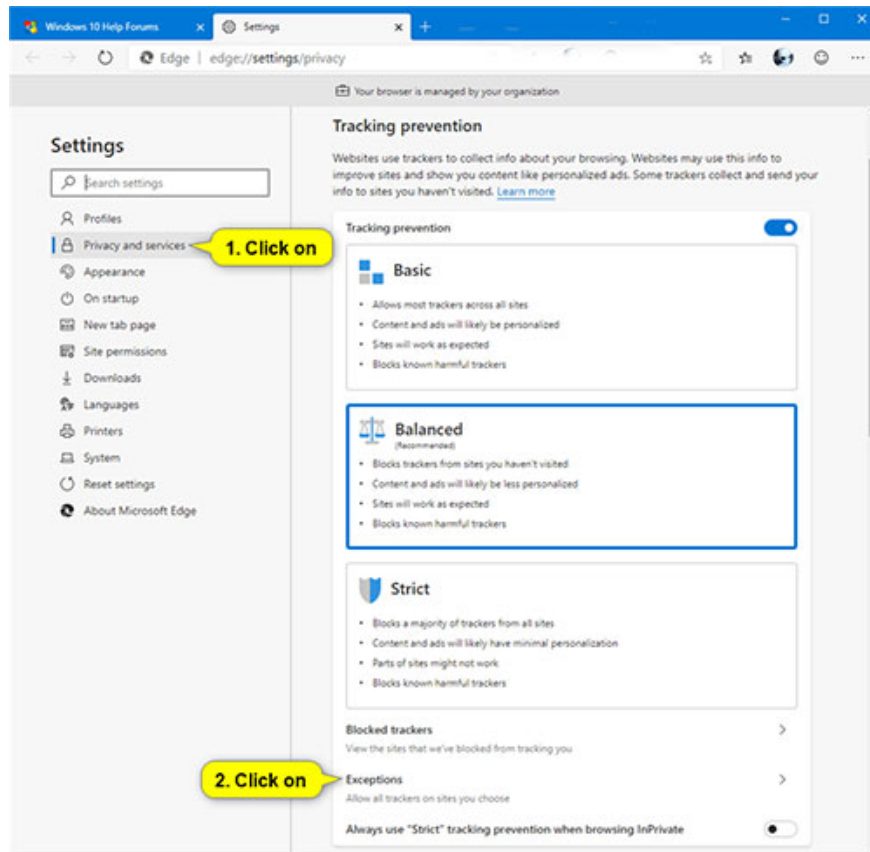 Windows 10 Help Forums
Settings
Edge | edge://settings/privacy
Your browser is managed by your organization
Settings
Search settings
Profiles
Privacy and services
Appearance
On startup
New tab page
Site permissions
Downloads
Languages
Printers
System
Reset settings
About Microsoft Edge
1. Click on
Tracking prevention
Websites use trackers to collect info about your browsing. Websites may use this info to
improve sites and show you content like personalized ads. Some trackers collect and send your
info to sites you haven't visited. Learn more
Tracking prevention
Basic
• Allows most trackers across all sites
• Content and ads will likely be personalized
• Sites will work as expected
• Blocks known harmful trackers
Balanced
(Recommended)
• Blocks trackers from sites you haven't visited
• Content and ads will likely be less personalized
• Sites will work as expected
• Blocks known harmful trackers
Strict
• Blocks a majority of trackers from all sites
• Content and ads will likely have minimal personalization
• Parts of sites might not work
• Blocks known harmful trackers
Blocked trackers
View the sites that we've blocked from tracking you
2. Click on
Exceptions
Allow all trackers on sites you choose
Always use "Strict" tracking prevention when browsing InPrivate